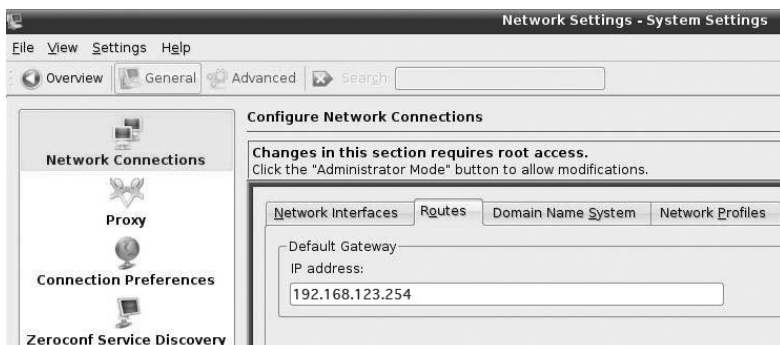 Network Settings - System Settings
File View Settings Help
Overview General Advanced Search:
Network Connections
Proxy
Connection Preferences
Zeroconf Service Discovery
Configure Network Connections
Changes in this section requires root access.
Click the "Administrator Mode" button to allow modifications.
Network Interfaces Routes Domain Name System Network Profiles
Default Gateway
IP address:
192.168.123.254